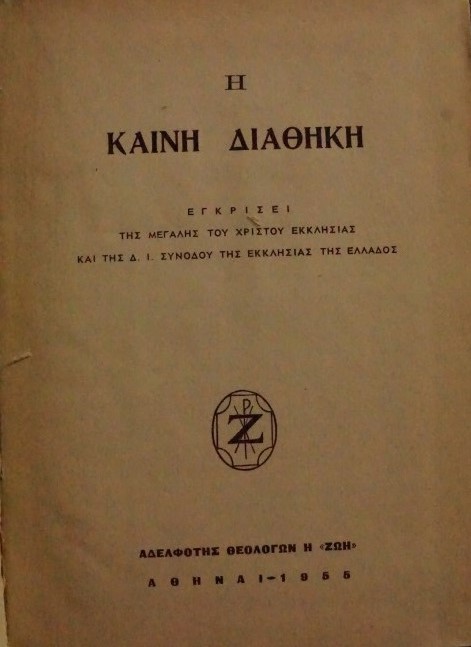 Η
ΚΑΙΝΗ ΔΙΑΘΗΚΗ
ΕΓΚΡΙΣΕΙ
ΤΗΣ ΜΕΓΑΛΗΣ ΤΟΥ ΧΡΙΣΤΟΥ ΕΚΚΛΗΣΙΑΣ
ΚΑΙ ΤΗΣ Δ. Ι. ΣΥΝΟΔΟΥ ΤΗΣ ΕΚΚΛΗΣΙΑΣ ΤΗΣ ΕΛΛΑΔΟΣ
Ρ
Ζ
ΑΔΕΛΦΟΤΗΣ ΘΕΟΛΟΓΩΝ Η «ΖΩΗ»
ΑΘΗΝΑΙ-1955